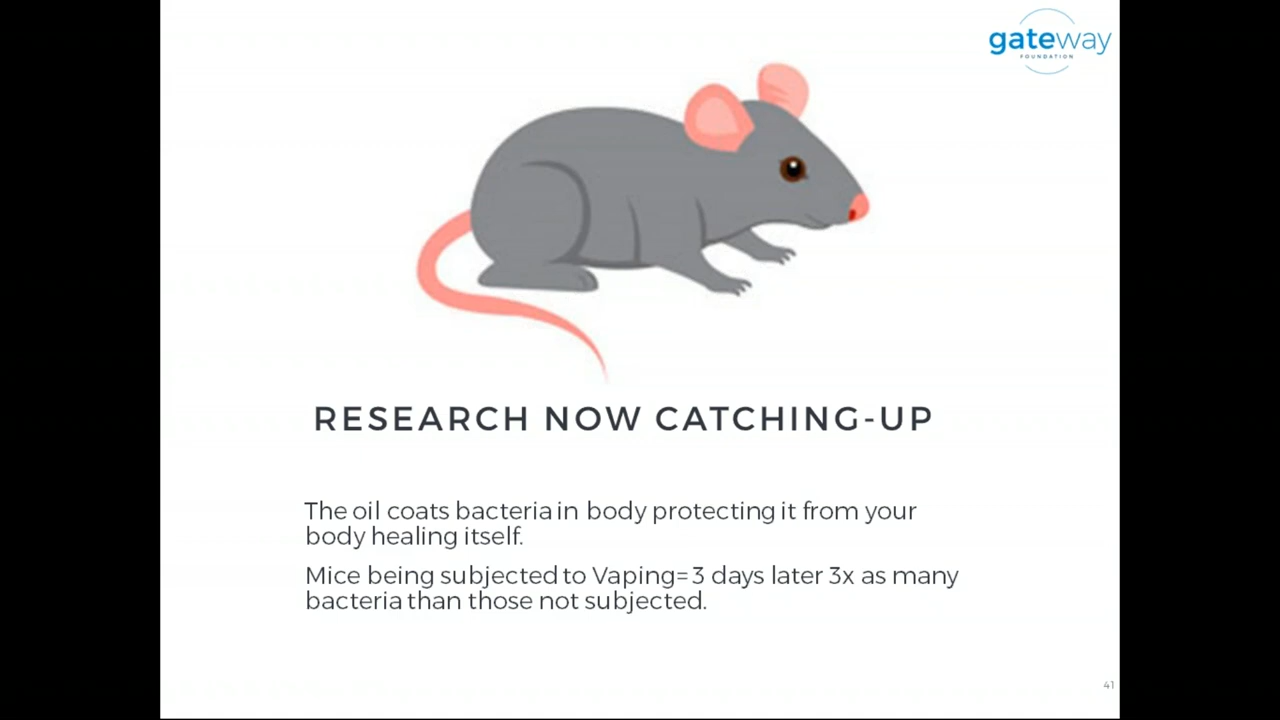 gateway
FOUNDATION
RESEARCH NOW CATCHING-UP
The oil coats bacteria in body protecting it from your
body healing itself.
Mice being subjected to Vaping=3 days later 3x as many
bacteria than those not subjected.
41